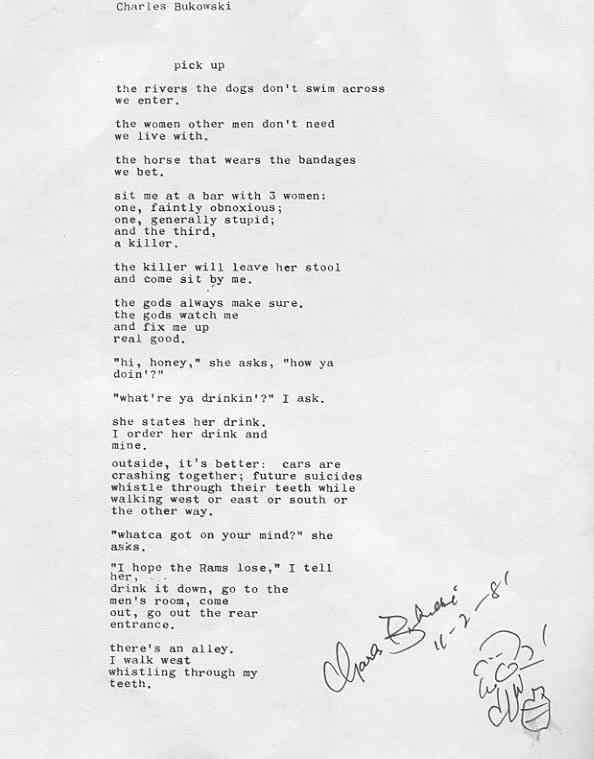 Charles Bukowski
pick up
the rivers the dogs don't swim across
we enter.
the women other men don't need
we live with.
the horse that wears the bandages
we bet.
sit me at a bar with 3 women:
one, faintly obnoxious;
one, generally stupid;
and the third,
a killer.
the killer will leave her stool
and come sit by me.
the gods always make sure.
the gods watch me
and fix me up
real good.
"hi, honey," she asks, "how ya
doin'?"
"what're ya drinkin'?" I ask.
she states her drink.
I order her drink and
mine.
outside, it's better:  cars are
crashing together; future suicides
whistle through their teeth while
walking west or east or south or
the other way.
"whatca got on your mind?" she
asks.
"I hope the Rams lose," I tell
her,
drink it down, go to the
men's room, come
out, go out the rear
entrance.
there's an alley.
I walk west
whistling through my
teeth.
Charles Bukowski
11-2-81